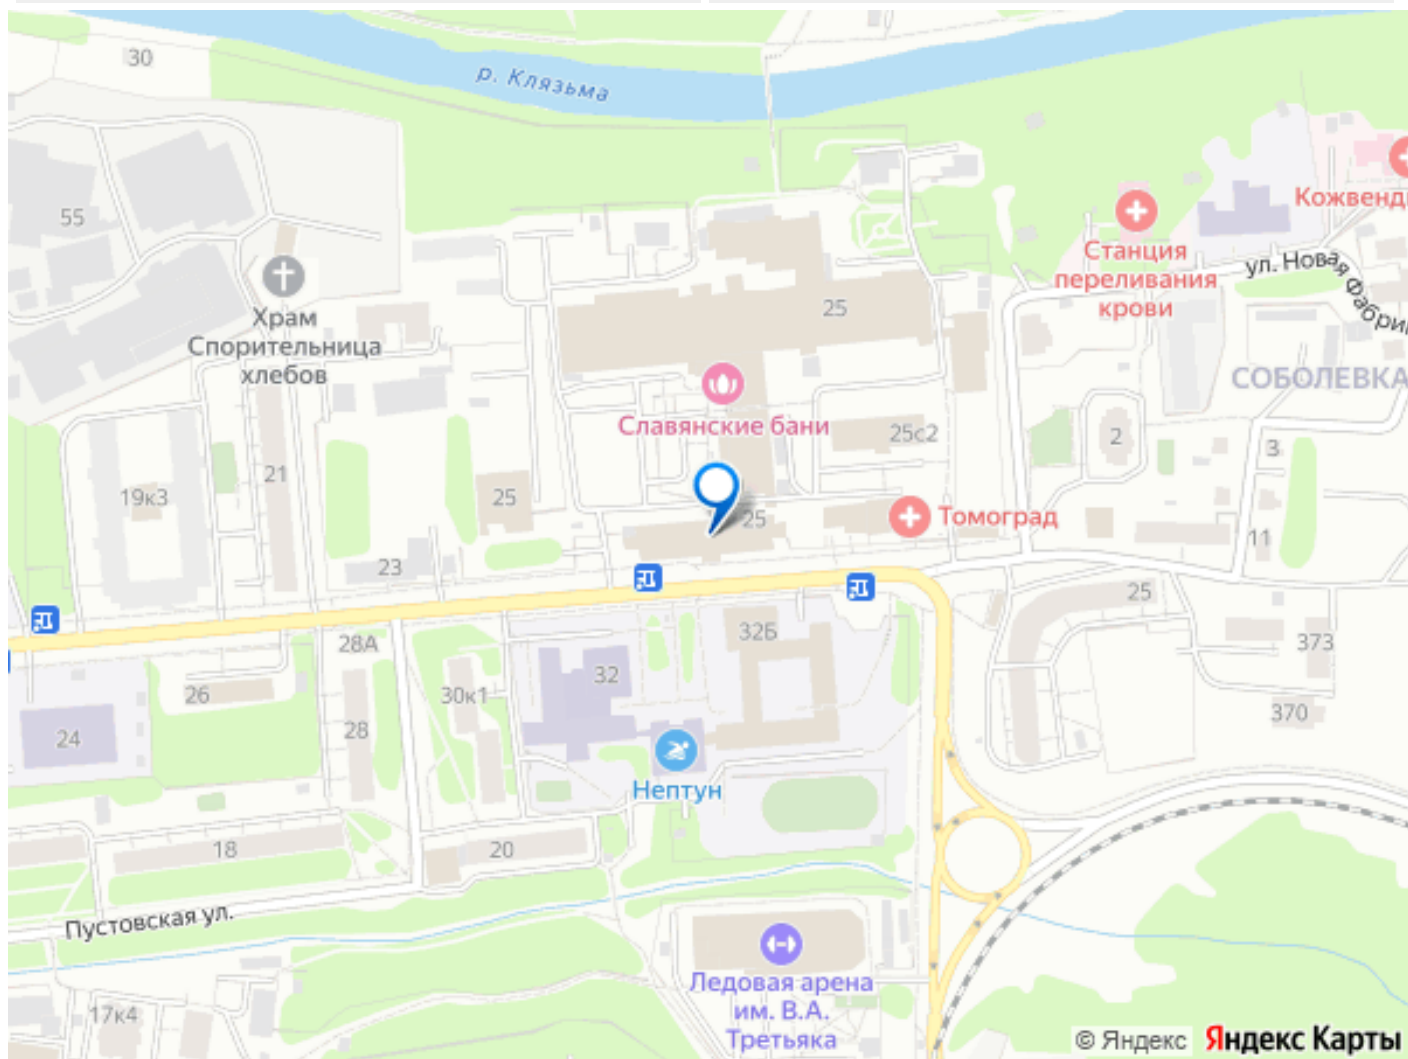 30
р. Клязьма
55
Кожвенд
Станция
переливания
крови
ул. Новая Фабри
Храм
Спорительница
хлебов
25
СОБОЛЕВКА
Славянские бани
25с2
2
3
21
19к3
25
25
Томоград
11
23
25
28А
32Б
373
26
30к1
32
24
28
370
Нептун
18
20
Пустовская ул.
Ледовая арена
им. В.А.
Третьяка
17к4
© Яндекс Яндекс Карты